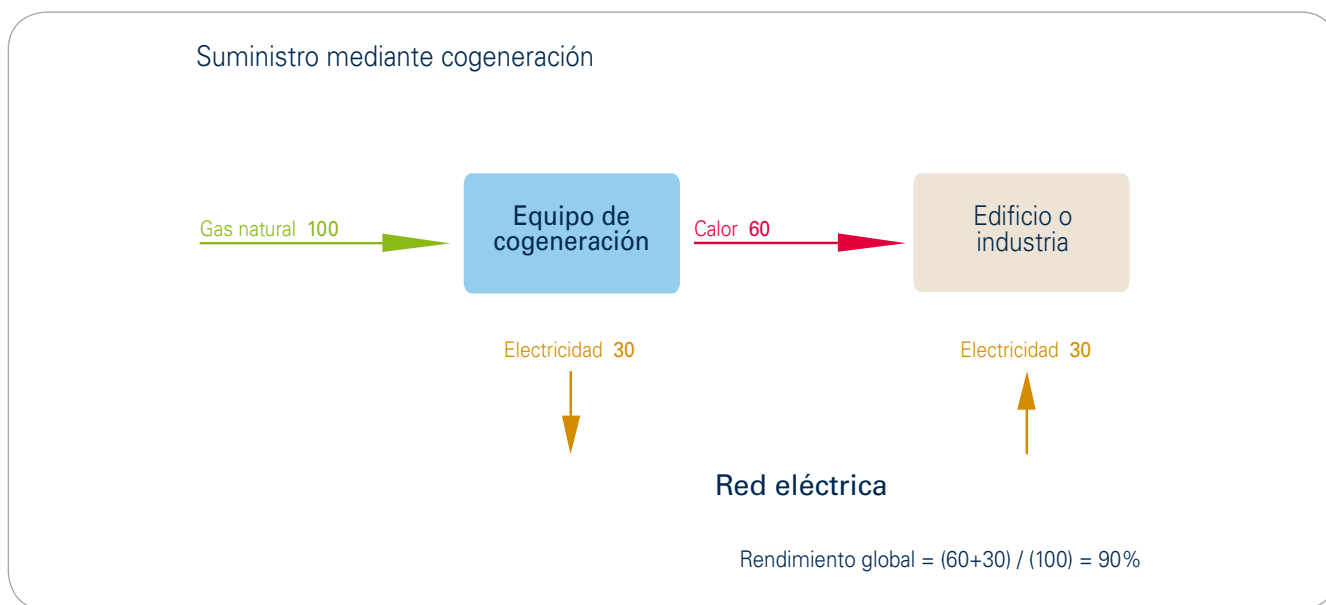 Suministro mediante cogeneración
Gas natural 100
Equipo de
cogeneración
Calor 60
Edificio o
industria
Electricidad 30
Electricidad 30
Red eléctrica
Rendimiento global = (60+30) / (100) = 90%